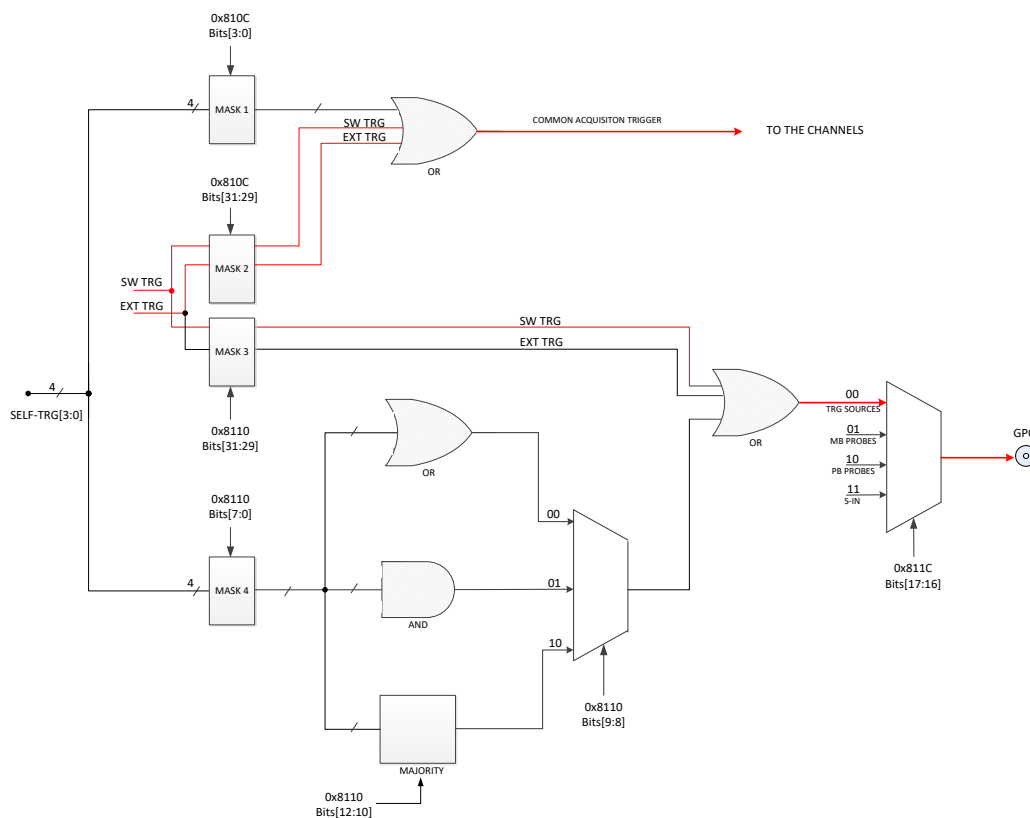 0x810C
Bits[3:0]
4
MASK 1
SW TRG
EXT TRG
COMMON ACQUISITON TRIGGER
TO THE CHANNELS
OR
0x810C
Bits[31:29]
MASK 2
SW TRG
EXT TRG
MASK 3
SW TRG
EXT TRG
4
SELF-TRG[3:0]
0x8110
Bits[31:29]
OR
OR
00
TRG SOURCES
01
MB PROBES
10
PB PROBES
11
S-IN
GPO
0x811C
Bits[17:16]
0x8110
Bits[7:0]
4
MASK 4
00
01
10
AND
0x8110
Bits[9:8]
MAJORITY
0x8110
Bits[12:10]